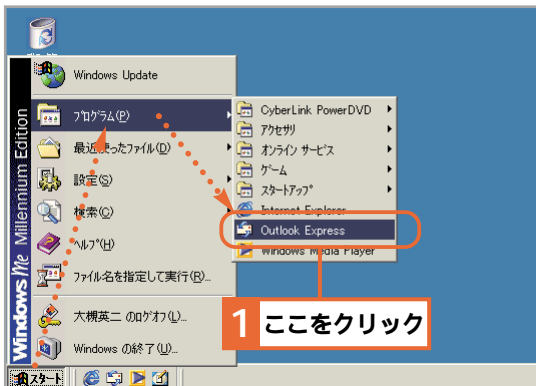 Windows Update
プログラム(P)
最近使ったファイル(D)
設定(S)
検索(C)
ヘルプ(H)
ファイル名を指定して実行(R)...
大槻英二 のログオフ(L)...
Windows の終了(U)...
Windows Me Millennium Edition
CyberLink PowerDVD
アクセサリ
オンライン サービス
ゲーム
スタートアップ
Internet Explorer
Outlook Express
Windows Media Player
1 ここをクリック
スタート